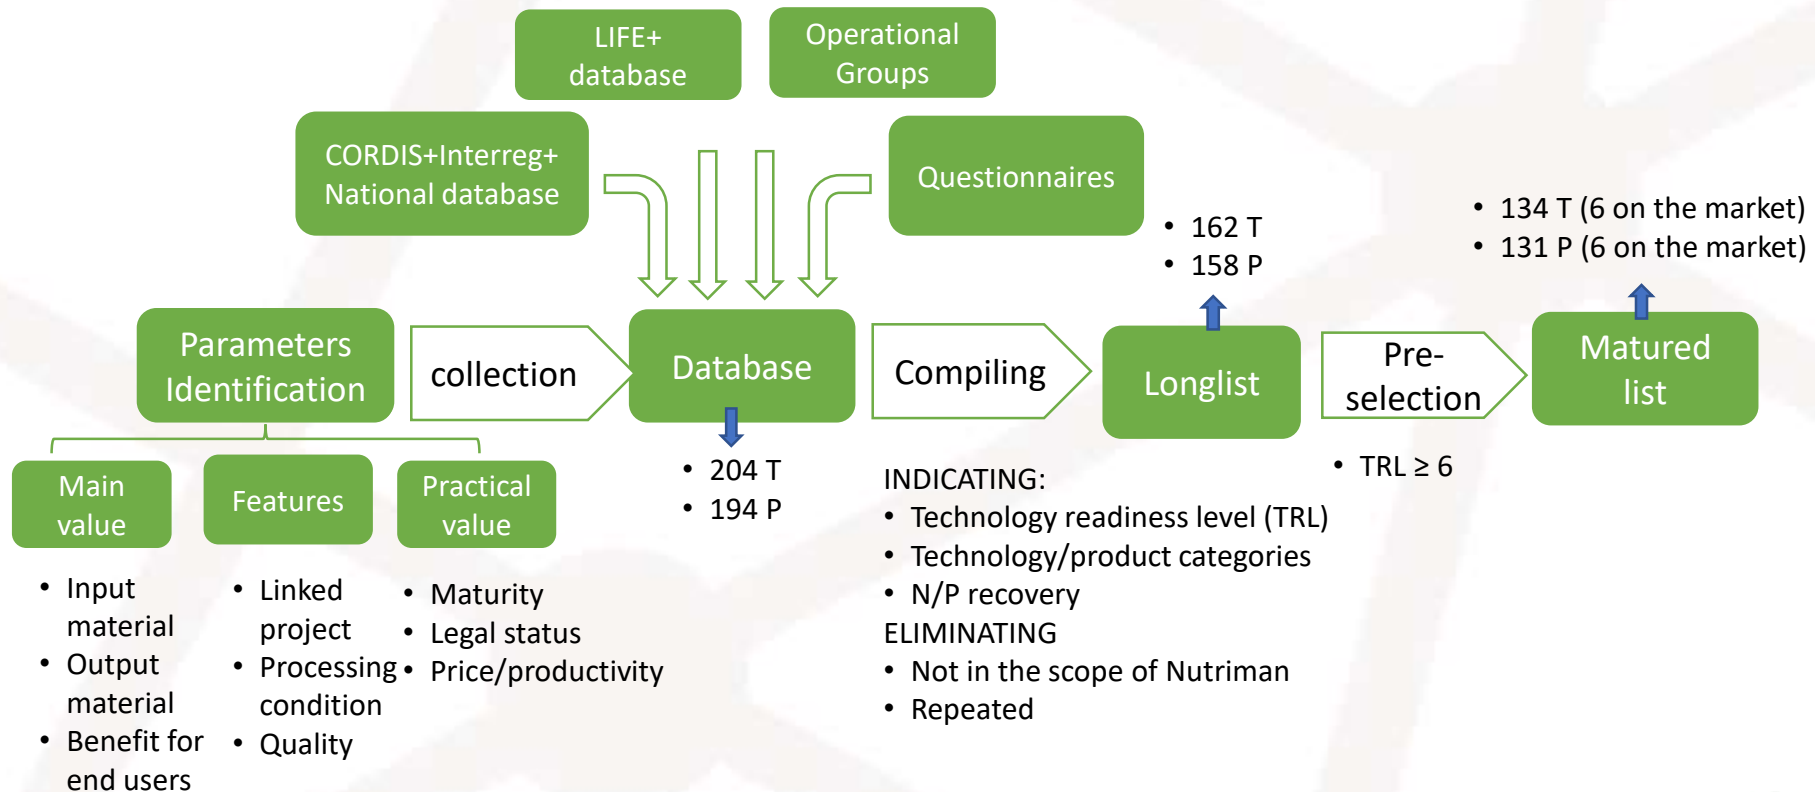 LIFE+
database
Operational
Groups
CORDIS+Interreg+
National database
Questionnaires
• 162 T
• 158 P
• 134 T (6 on the market)
• 131 P (6 on the market)
Parameters
Identification
collection
Database
Compiling
Longlist
Pre-
selection
Matured
list
Main
value
Features
Practical
value
• Input
material
• Output
material
• Benefit for
end users
• Linked
project
• Processing
condition
• Quality
• Maturity
• Legal status
• Price/productivity
• 204 T
• 194 P
INDICATING:
• Technology readiness level (TRL)
• Technology/product categories
• N/P recovery
ELIMINATING
• Not in the scope of Nutriman
• Repeated
• TRL ≥ 6